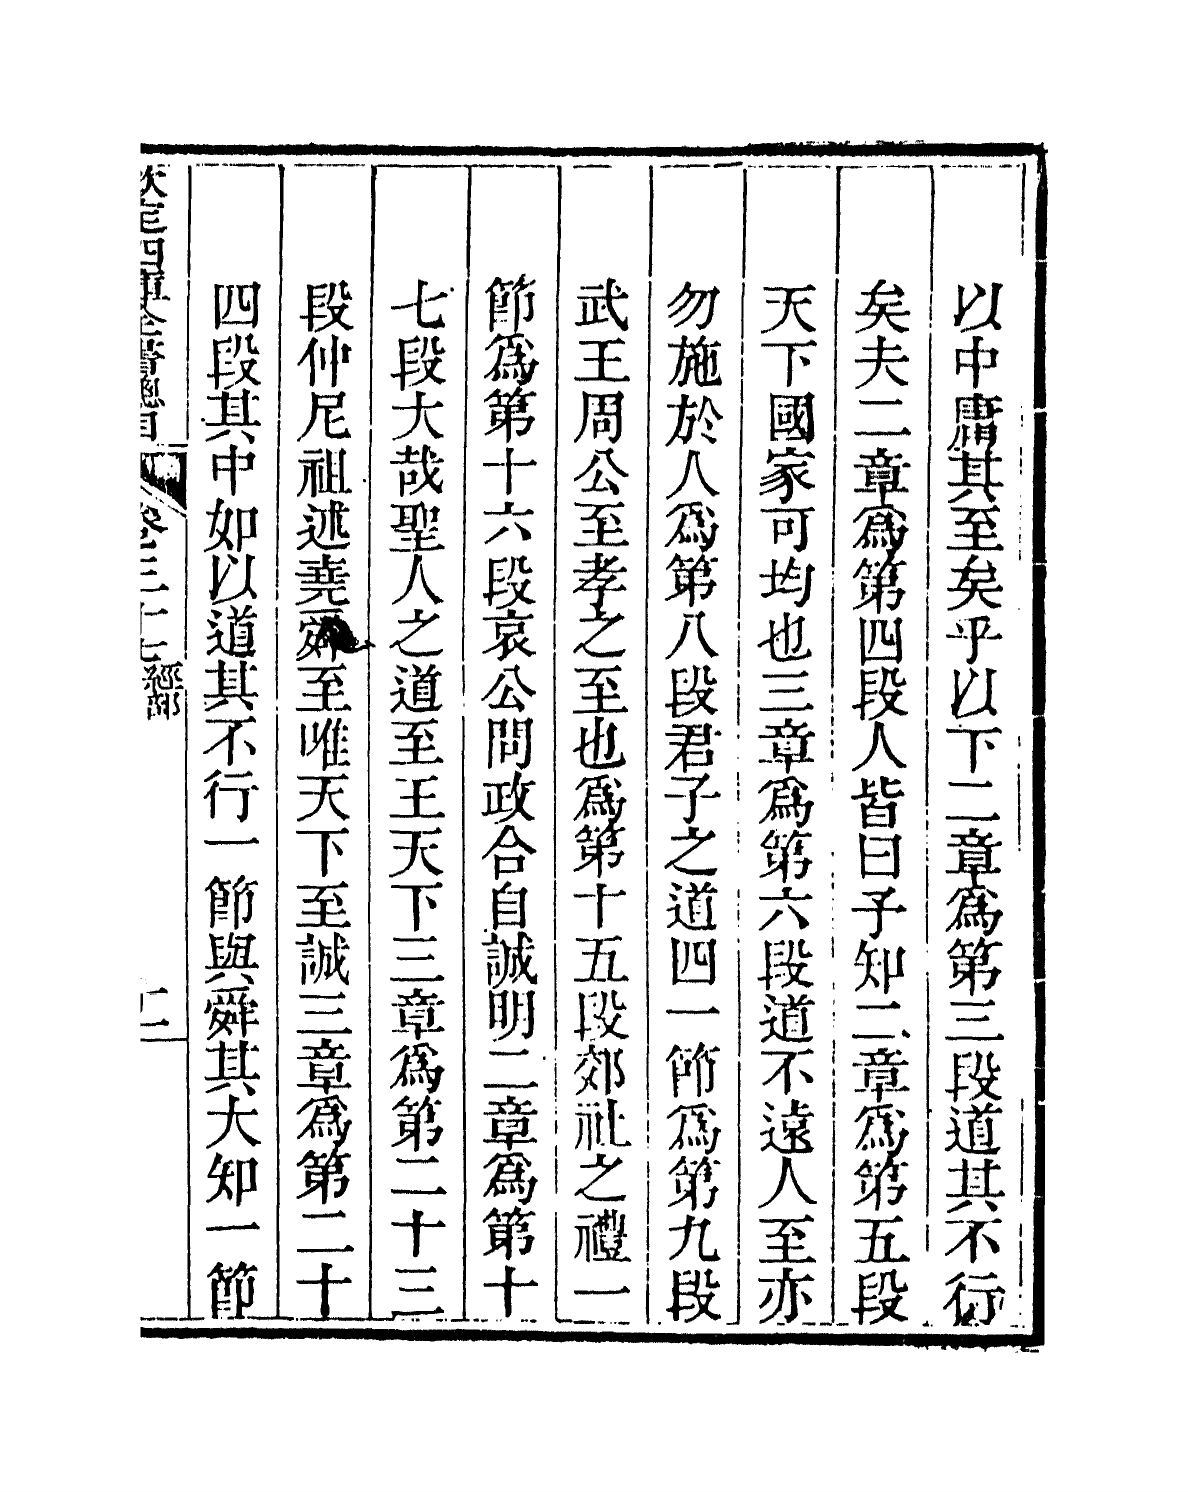 以中庸其至矣乎以下二章爲第三段道其不行
矣夫二章爲第四段人皆曰予知二章爲第五段
天下國家可均也三章爲第六段道不遠人至亦
勿施於人爲第八段君子之道四一節爲第九段
武王周公至孝之至也爲第十五段郊社之禮一
節爲第十六段哀公問政合自誠明二章爲第十
七段大哉聖人之道至王天下三章爲第二十三
段仲尼祖述堯舜至唯天下至誠三章爲第二十
四段其中如以道其不行一節與舜其大知一節
欽定四庫全書總目
卷三十七 經部
二